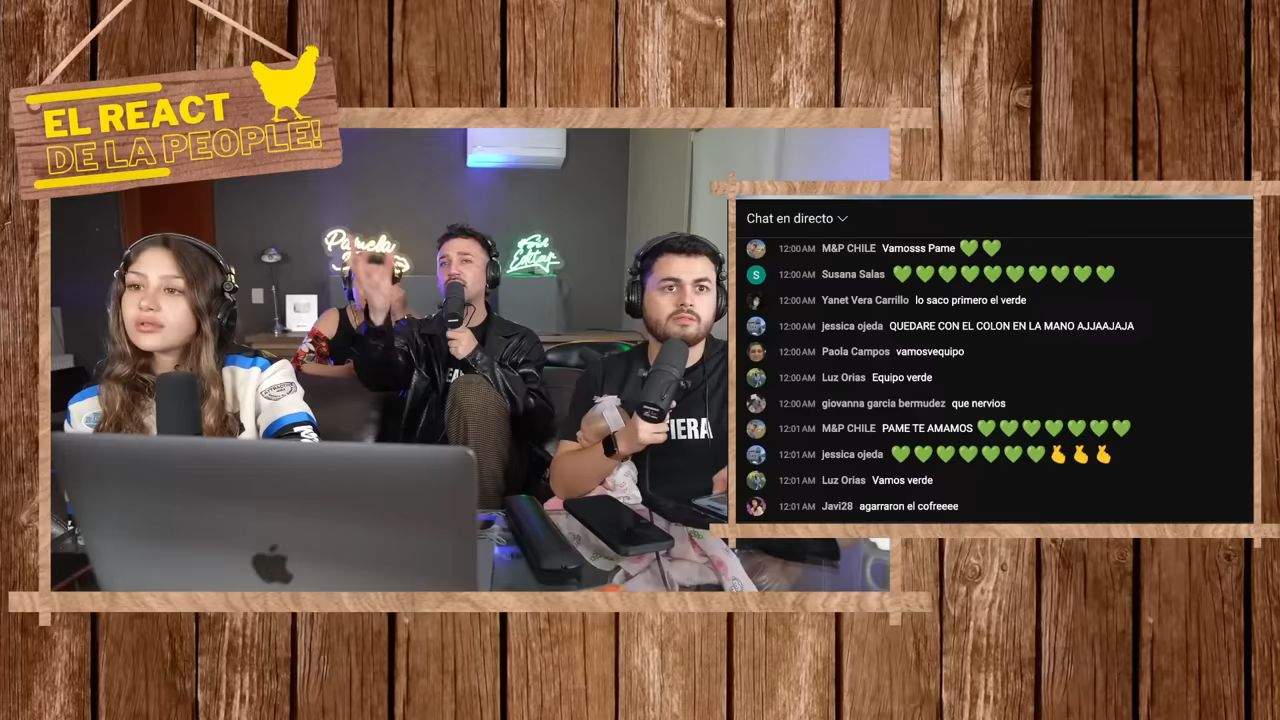 EL REACT
DE LA PEOPLE!
Pamela
Chat en directo
12:00 AM M&P CHILE Vamosss Pame 💚💚
S 12:00 AM Susana Salas 💚💚💚💚💚💚💚💚💚💚
12:00 AM Yanet Vera Carrillo lo saco primero el verde
12:00 AM jessica ojeda QUEDARE CON EL COLON EN LA MANO AJJAAJAJA
12:00 AM Paola Campos vamosvequipo
12:00 AM Luz Orias Equipo verde
12:00 AM giovanna garcia bermudez que nervios
12:01 AM M&P CHILE PAME TE AMAMOS 💚💚💚💚💚💚💚
12:01 AM jessica ojeda 💚💚💚💚💚💚💚🫰🫰🫰
12:01 AM Luz Orias Vamos verde
12:01 AM Javi28 agarraron el cofreeee
FIERA